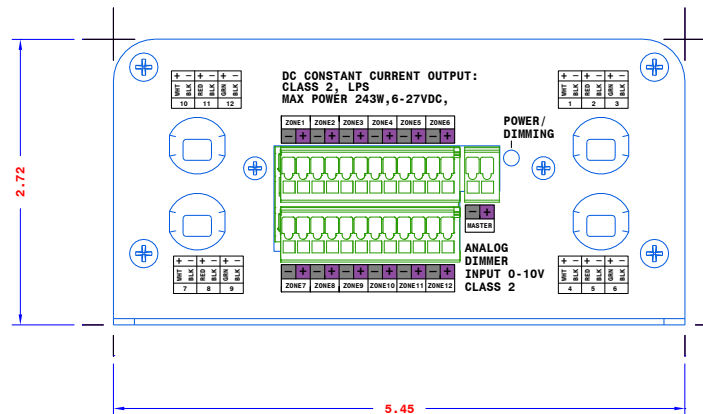 DC CONSTANT CURRENT OUTPUT:
CLASS 2, LPS
MAX POWER 243W,6-27VDC,
+ − + − + −
WHT BLK RED BLK GRN BLK
10 11 12
+ − + − + −
WHT BLK RED BLK GRN BLK
1 2 3
ZONE1 ZONE2 ZONE3 ZONE4 ZONE5 ZONE6
− + − + − + − + − + − +
POWER/
DIMMING
2.72
− +
MASTER
ANALOG
DIMMER
INPUT 0-10V
CLASS 2
+ − + − + −
WHT BLK RED BLK GRN BLK
7 8 9
− + − + − + − + − + − +
ZONE7 ZONE8 ZONE9 ZONE10 ZONE11 ZONE12
+ − + − + −
WHT BLK RED BLK GRN BLK
4 5 6
5.45